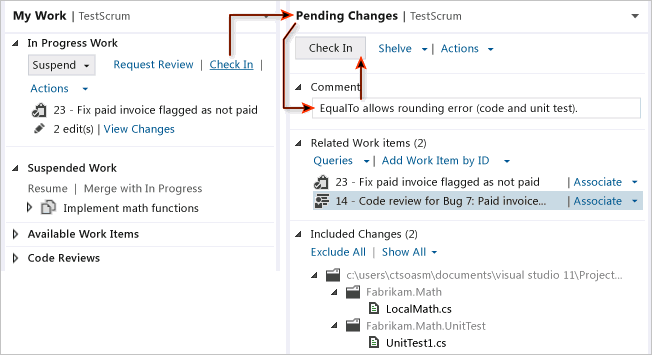 My Work | TestScrum
In Progress Work
Suspend
Request Review | Check In |
Actions
23 - Fix paid invoice flagged as not paid
2 edit(s) | View Changes
Suspended Work
Resume | Merge with In Progress
Implement math functions
Available Work Items
Code Reviews
Pending Changes | TestScrum
Check In
Shelve | Actions
Comment
EqualTo allows rounding error (code and unit test).
Related Work items (2)
Queries | Add Work Item by ID
23 - Fix paid invoice flagged as not paid | Associate
14 - Code review for Bug 7: Paid invoice... | Associate
Included Changes (2)
Exclude All | Show All
c:\users\ctsoasm\documents\visual studio 11\Project...
Fabrikam.Math
LocalMath.cs
Fabrikam.Math.UnitTest
UnitTest1.cs